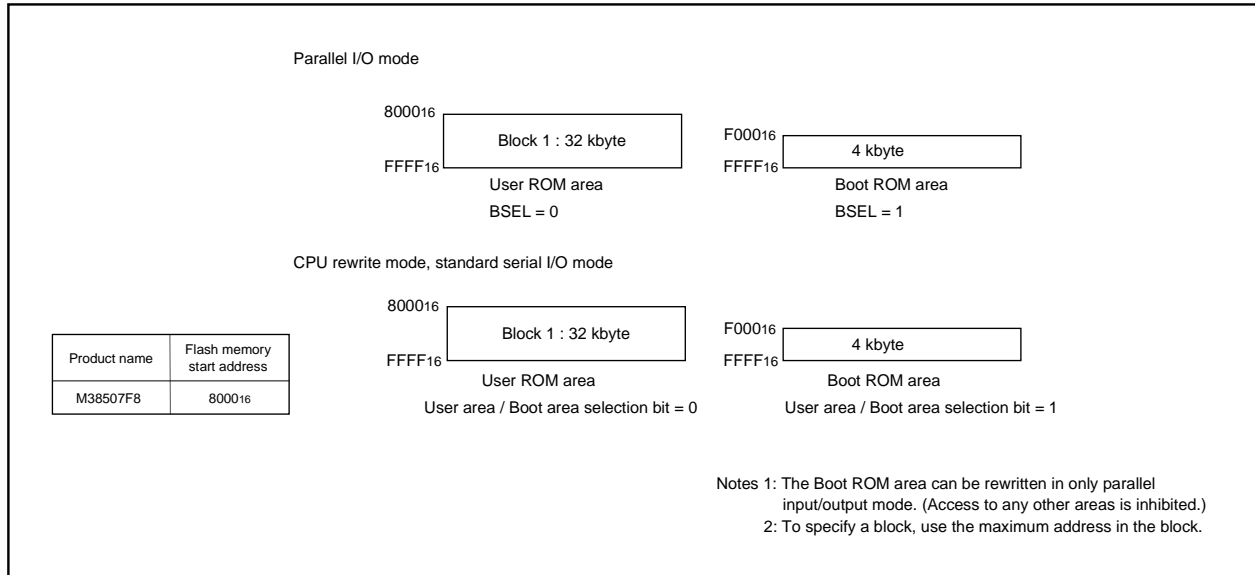 Parallel I/O mode
800016
Block 1 : 32 kbyte
FFFF16
User ROM area
BSEL = 0
F00016
4 kbyte
FFFF16
Boot ROM area
BSEL = 1
CPU rewrite mode, standard serial I/O mode
800016
Block 1 : 32 kbyte
FFFF16
User ROM area
User area / Boot area selection bit = 0
F00016
4 kbyte
FFFF16
Boot ROM area
User area / Boot area selection bit = 1
Product name
Flash memory
start address
M38507F8
800016
Notes 1: The Boot ROM area can be rewritten in only parallel
input/output mode. (Access to any other areas is inhibited.)
2: To specify a block, use the maximum address in the block.